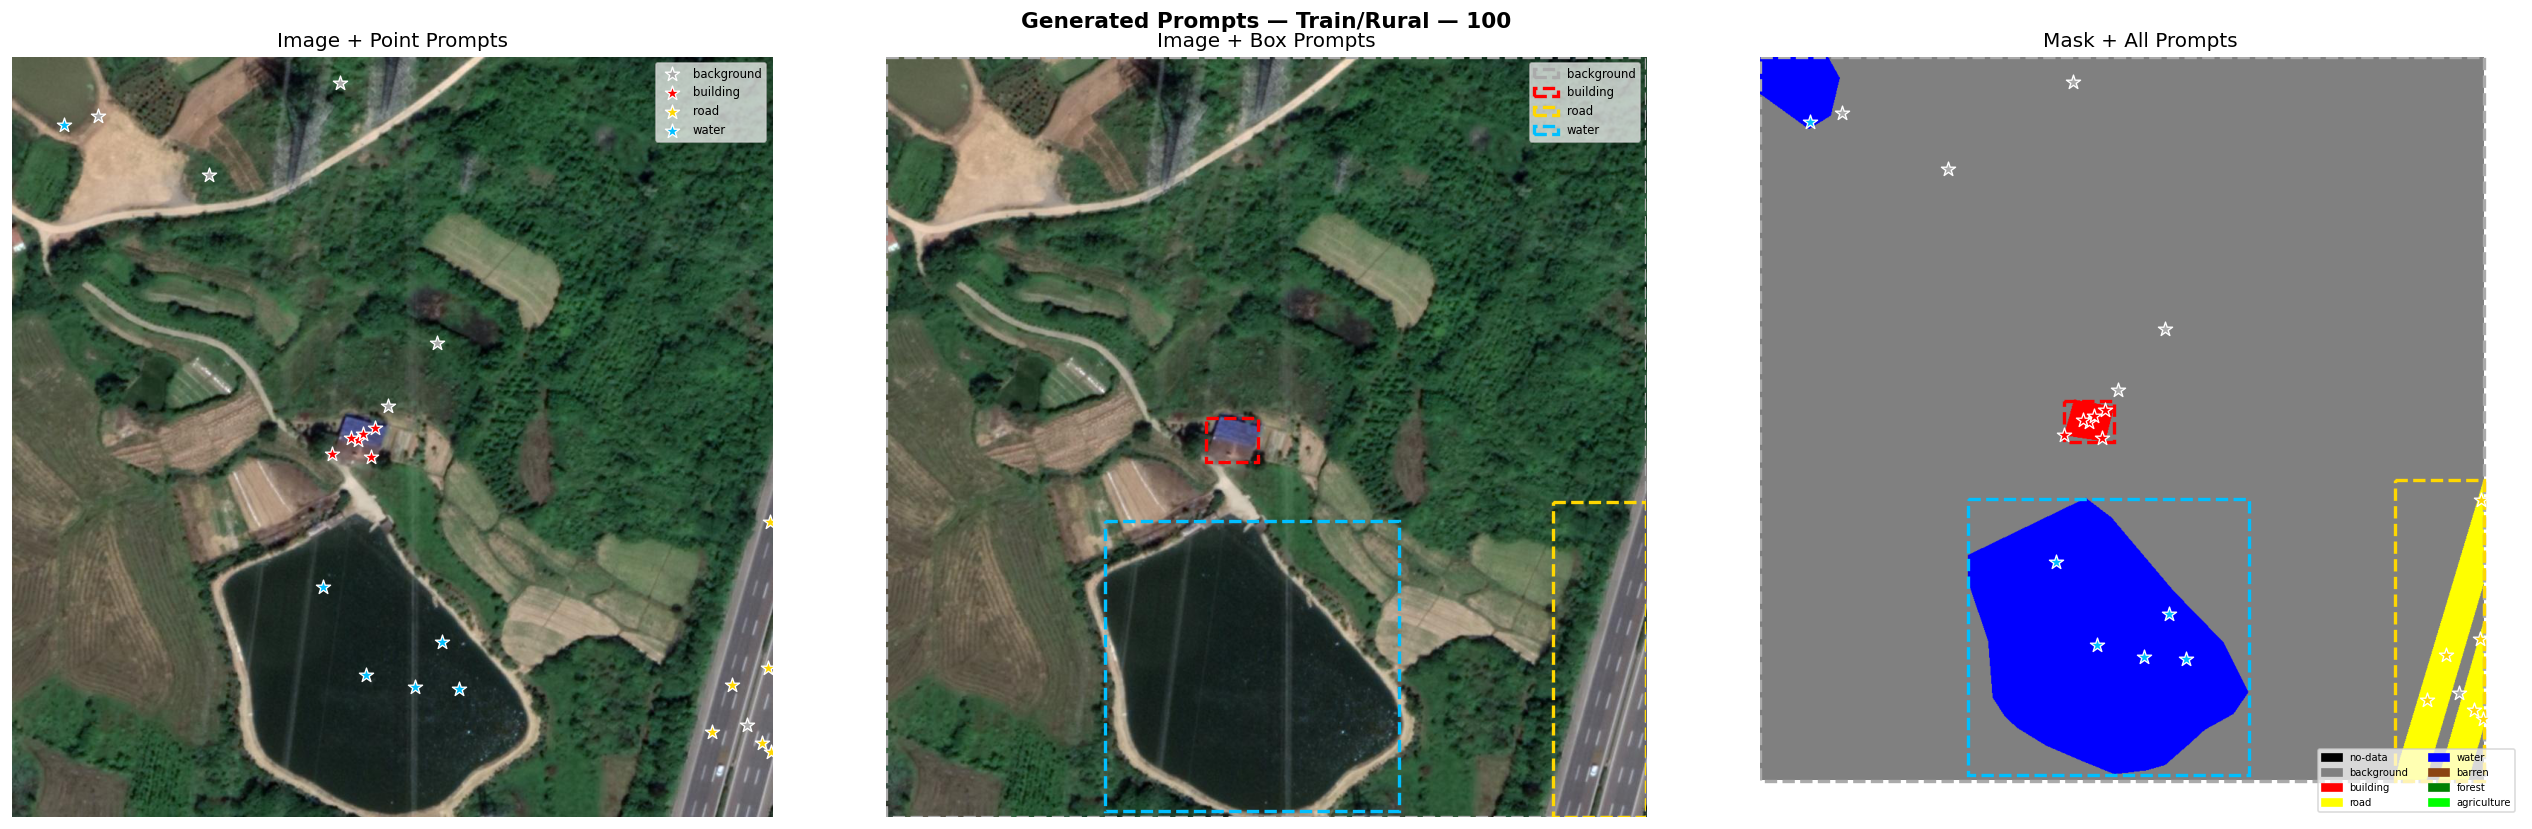 Generated Prompts — Train/Rural — 100
Image + Point Prompts
Image + Box Prompts
Mask + All Prompts
background
building
road
water
background
building
road
water
no-data
background
building
road
water
barren
forest
agriculture